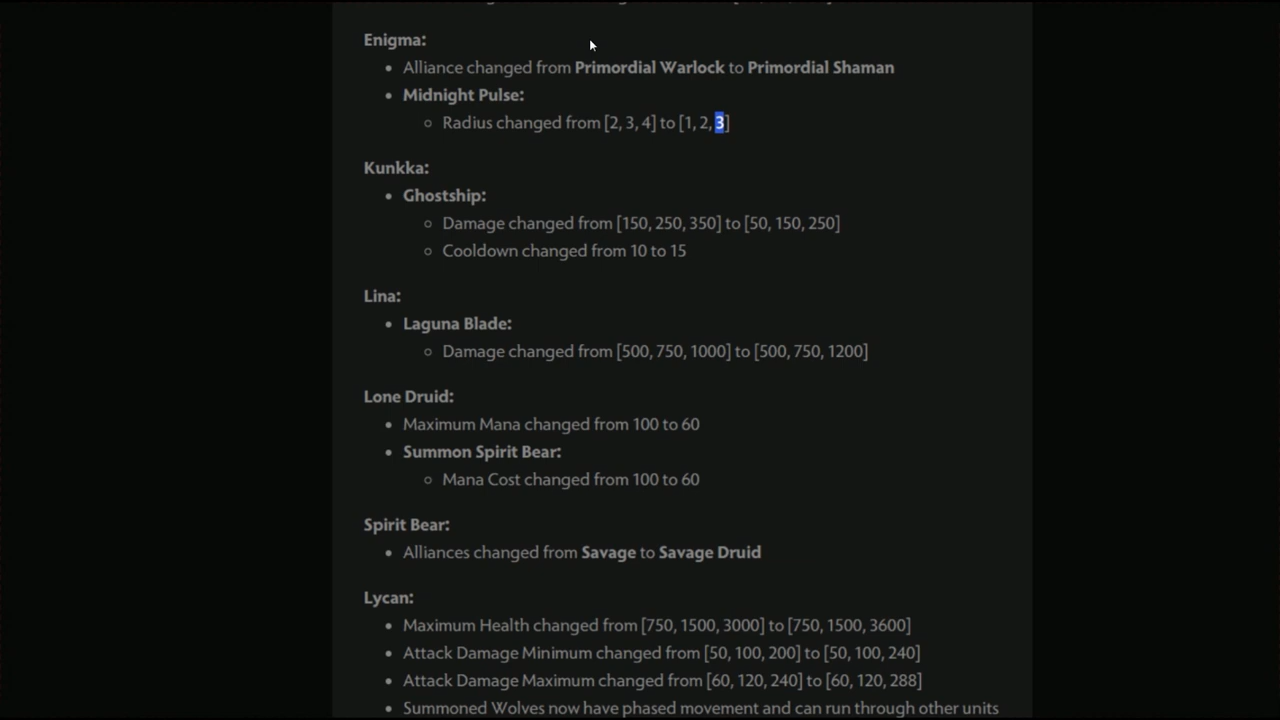 Enigma:
• Alliance changed from Primordial Warlock to Primordial Shaman
• Midnight Pulse:
○ Radius changed from [2, 3, 4] to [1, 2, 3]
Kunkka:
• Ghostship:
○ Damage changed from [150, 250, 350] to [50, 150, 250]
○ Cooldown changed from 10 to 15
Lina:
• Laguna Blade:
○ Damage changed from [500, 750, 1000] to [500, 750, 1200]
Lone Druid:
• Maximum Mana changed from 100 to 60
• Summon Spirit Bear:
○ Mana Cost changed from 100 to 60
Spirit Bear:
• Alliances changed from Savage to Savage Druid
Lycan:
• Maximum Health changed from [750, 1500, 3000] to [750, 1500, 3600]
• Attack Damage Minimum changed from [50, 100, 200] to [50, 100, 240]
• Attack Damage Maximum changed from [60, 120, 240] to [60, 120, 288]
• Summoned Wolves now have phased movement and can run through other units